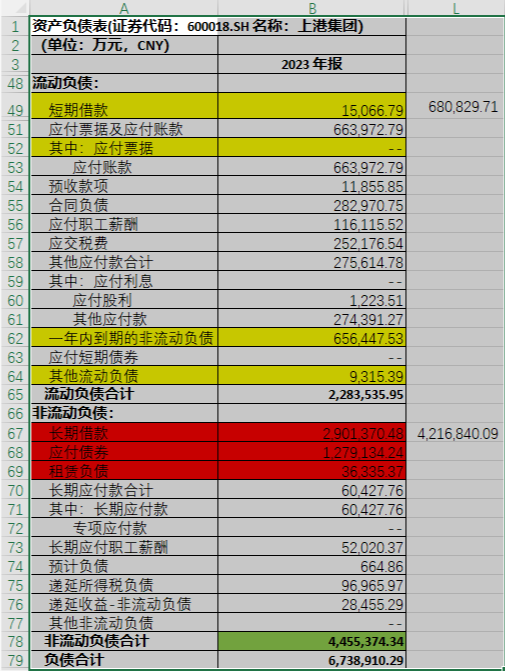 A B L
1 资产负债表(证券代码：600018.SH 名称：上港集团)
2 (单位：万元，CNY)
3 2023 年报
48 流动负债：
49 短期借款 15,066.79 680,829.71
51 应付票据及应付账款 663,972.79
52 其中：应付票据 --
53 应付账款 663,972.79
54 预收款项 11,855.85
55 合同负债 282,970.75
56 应付职工薪酬 116,115.52
57 应交税费 252,176.54
58 其他应付款合计 275,614.78
59 其中：应付利息 --
60 应付股利 1,223.51
61 其他应付款 274,391.27
62 一年内到期的非流动负债 656,447.53
63 应付短期债券 --
64 其他流动负债 9,315.39
65 流动负债合计 2,283,535.95
66 非流动负债：
67 长期借款 2,901,370.48 4,216,840.09
68 应付债券 1,279,134.24
69 租赁负债 36,335.37
70 长期应付款合计 60,427.76
71 其中：长期应付款 60,427.76
72 专项应付款 --
73 长期应付职工薪酬 52,020.37
74 预计负债 664.86
75 递延所得税负债 96,965.97
76 递延收益-非流动负债 28,455.29
77 其他非流动负债 --
78 非流动负债合计 4,455,374.34
79 负债合计 6,738,910.29